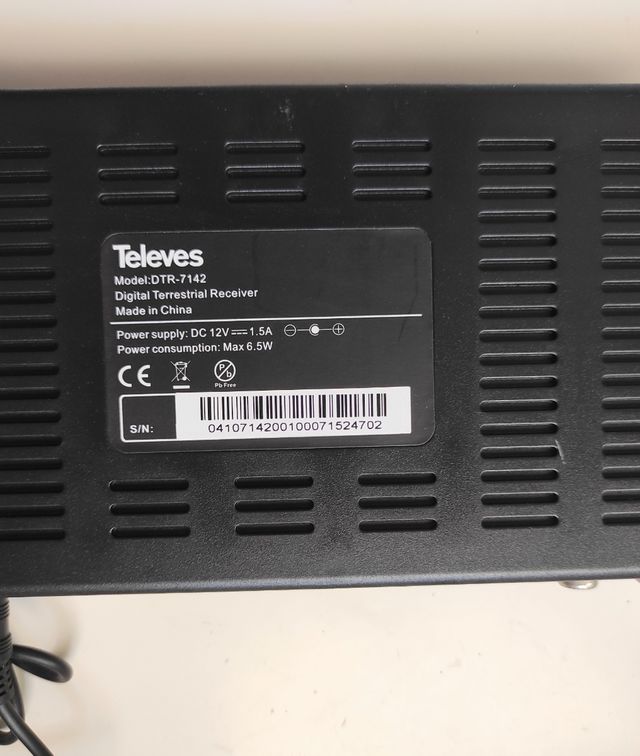 Televes
Model:DTR-7142
Digital Terrestrial Receiver
Made in China
Power supply: DC 12V⎓1.5A
Power consumption: Max 6.5W
CE
Pb
Pb Free
S/N:
0410714200100071524702